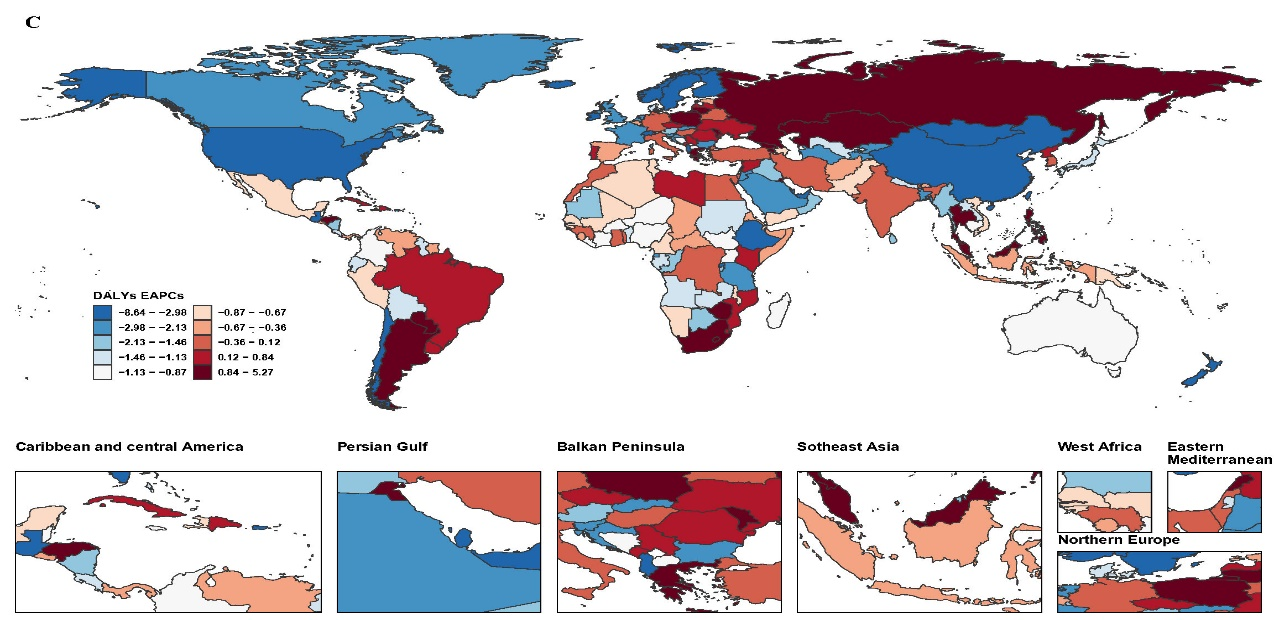 C
DALYs EAPCs
-8.64 - -2.98
-2.98 - -2.13
-2.13 - -1.46
-1.46 - -1.13
-1.13 - -0.87
-0.87 - -0.67
-0.67 - -0.36
-0.36 - 0.12
0.12 - 0.84
0.84 - 5.27
Caribbean and central America
Persian Gulf
Balkan Peninsula
Sotheast Asia
West Africa
Eastern
Mediterranean
Northern Europe